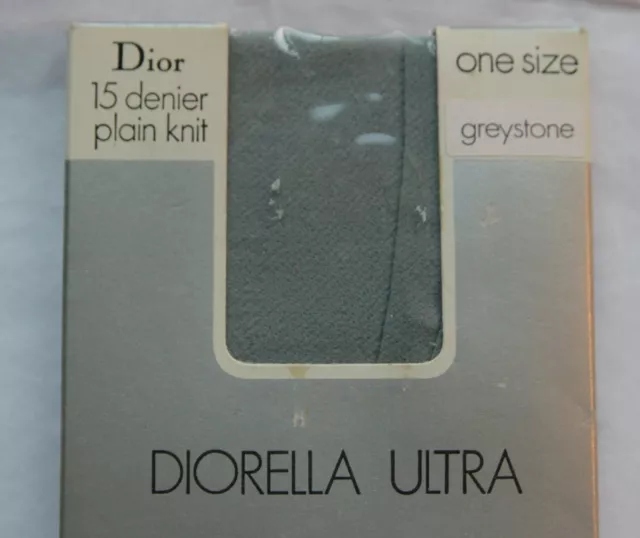 Dior
15 denier
plain knit
one size
greystone
DIORELLA ULTRA